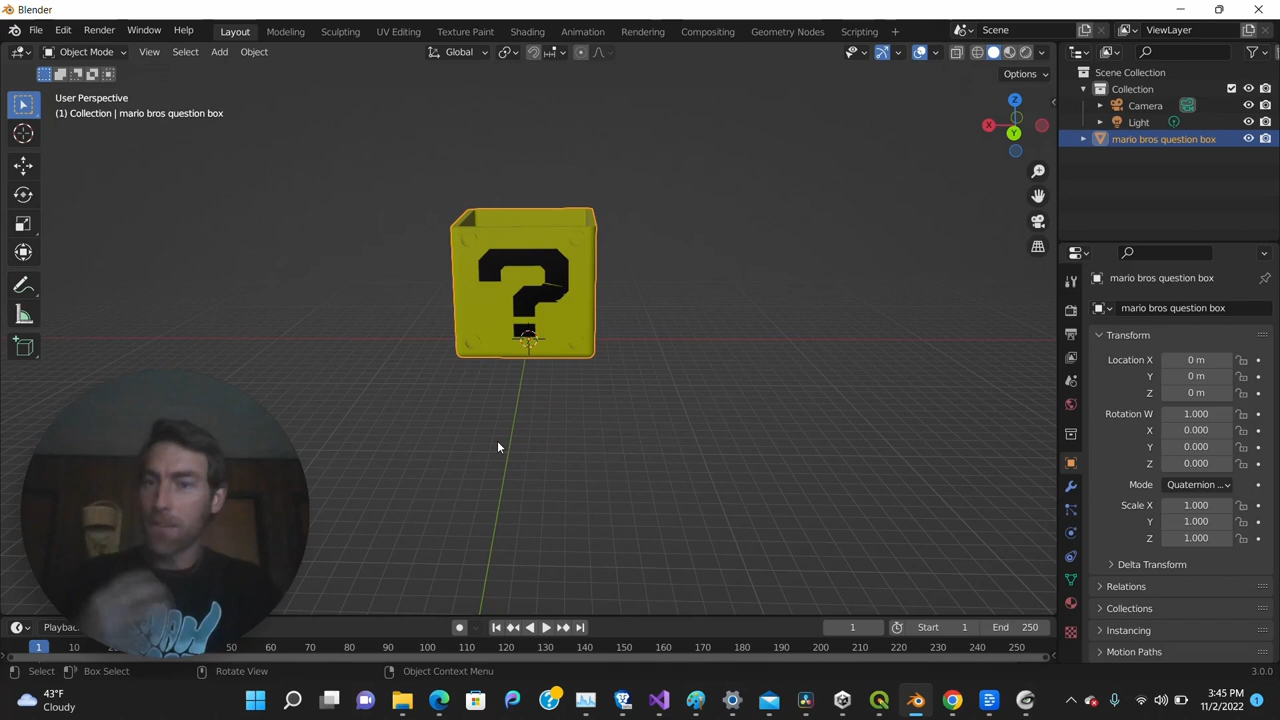 Blender
File Edit Render Window Help Layout Modeling Sculpting UV Editing Texture Paint Shading Animation Rendering Compositing Geometry Nodes Scripting + Scene ViewLayer
Object Mode View Select Add Object Global
Options
User Perspective
(1) Collection | mario bros question box
X Y Z
?
Scene Collection
Collection
Camera
Light
mario bros question box
mario bros question box
mario bros question box
Transform
Location X 0 m
Y 0 m
Z 0 m
Rotation W 1.000
X 0.000
Y 0.000
Z 0.000
Mode Quaternion ...
Scale X 1.000
Y 1.000
Z 1.000
Delta Transform
Relations
Collections
Instancing
Motion Paths
Playba 1 Start 1 End 250
1 10 50 60 70 80 90 100 110 120 130 140 150 160 170 180 190 200 210 220 230 240 250
Select Box Select Rotate View Object Context Menu 3.0.0
43°F
Cloudy
3:45 PM
11/2/2022
1